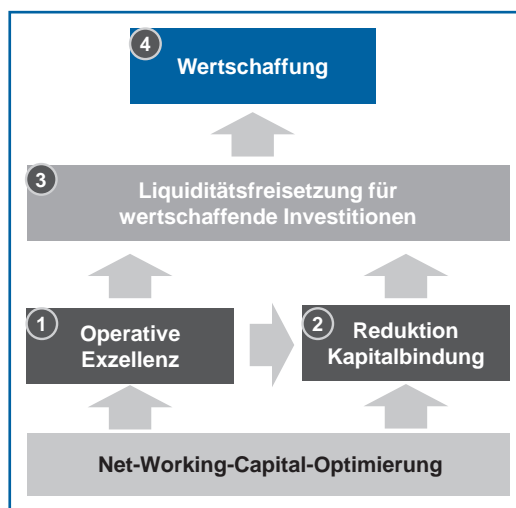 4
Wertschaffung
3
Liquiditätsfreisetzung für
wertschaffende Investitionen
1
Operative
Exzellenz
2
Reduktion
Kapitalbindung
Net-Working-Capital-Optimierung